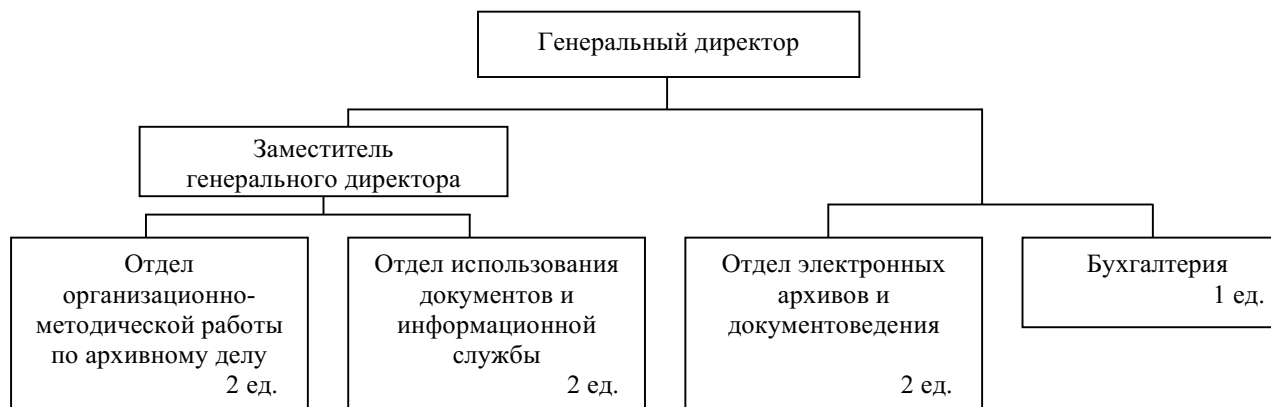 Генеральный директор
Заместитель
генерального директора
Отдел
организационно-
методической работы
по архивному делу
2 ед.
Отдел использования
документов и
информационной
службы
2 ед.
Отдел электронных
архивов и
документоведения
2 ед.
Бухгалтерия
1 ед.